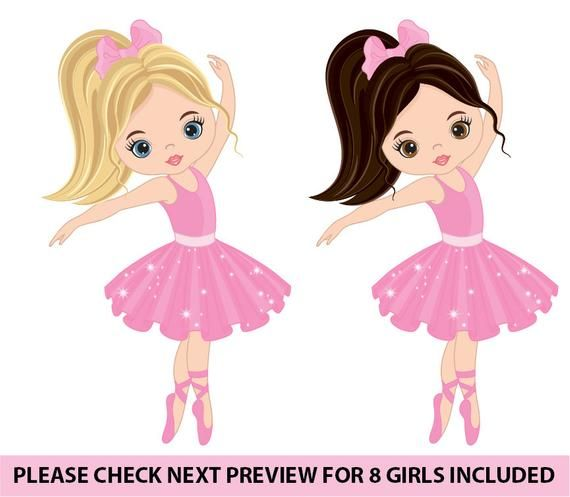 PLEASE CHECK NEXT PREVIEW FOR 8 GIRLS INCLUDED